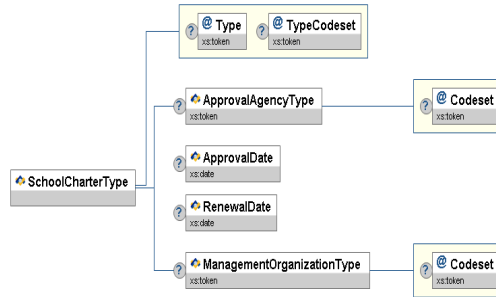 ? @ Type ? @ TypeCodeset
xs:token xs:token
? ApprovalAgencyType ? @ Codeset
xs:token xs:token
? ApprovalDate
xs:date
SchoolCharterType
? RenewalDate
xs:date
? ManagementOrganizationType ? @ Codeset
xs:token xs:token